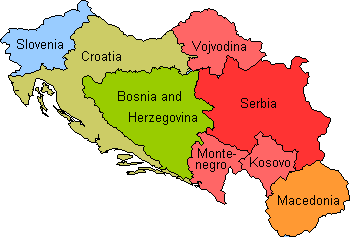 Slovenia
Croatia
Vojvodina
Bosnia and
Herzegovina
Serbia
Monte-
negro
Kosovo
Macedonia